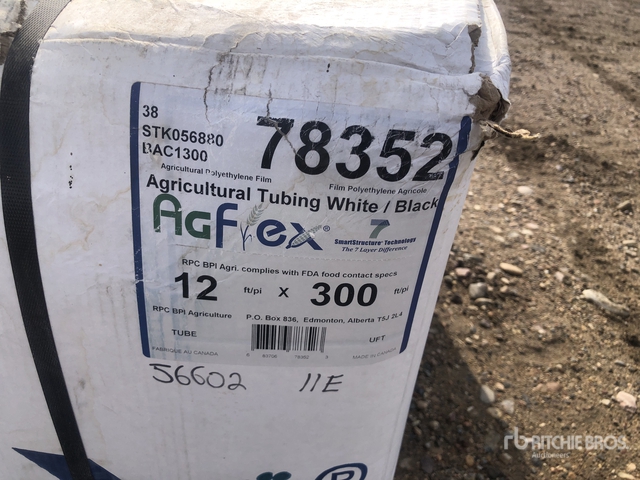 38
STK056880
BAC1300
78352
Agricultural Polyethylene Film Film Polyethylene Agricole
Agricultural Tubing White / Black
AgFlex®
7
SmartStructure™ Technology
The 7 Layer Difference
RPC BPI Agri. complies with FDA food contact specs
12 ft/pi x 300 ft/pi
RPC BPI Agriculture P.O. Box 836, Edmonton, Alberta T5J 2L4
TUBE UFT
FABRIQUE AU CANADA MADE IN CANADA
56602 11E
®
rb RITCHIE BROS.
Auctioneers